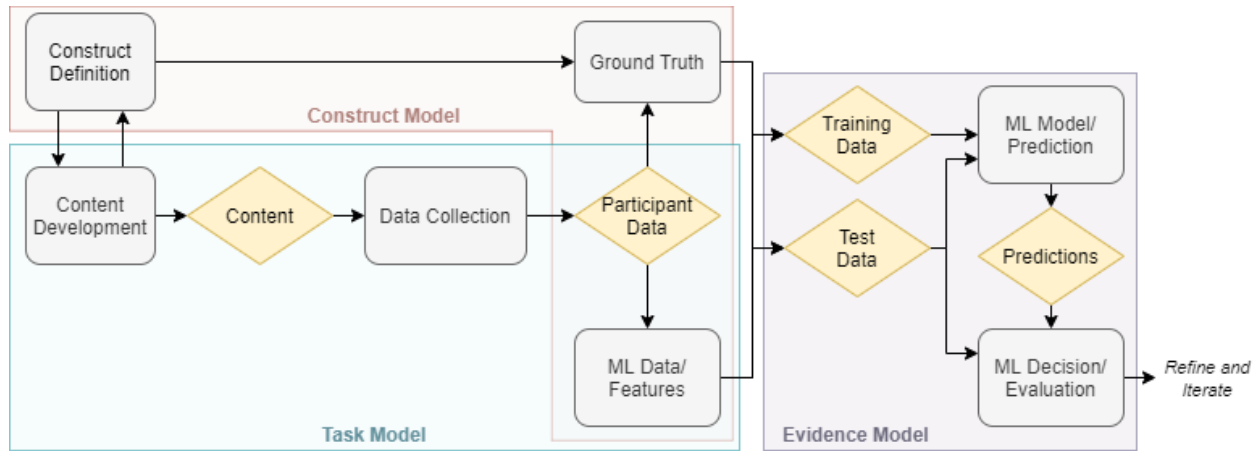 Construct
Definition
Ground Truth
Construct Model
Content
Development
Content
Data Collection
Participant
Data
ML Data/
Features
Task Model
Training
Data
ML Model/
Prediction
Test
Data
Predictions
ML Decision/
Evaluation
Evidence Model
Refine and
Iterate